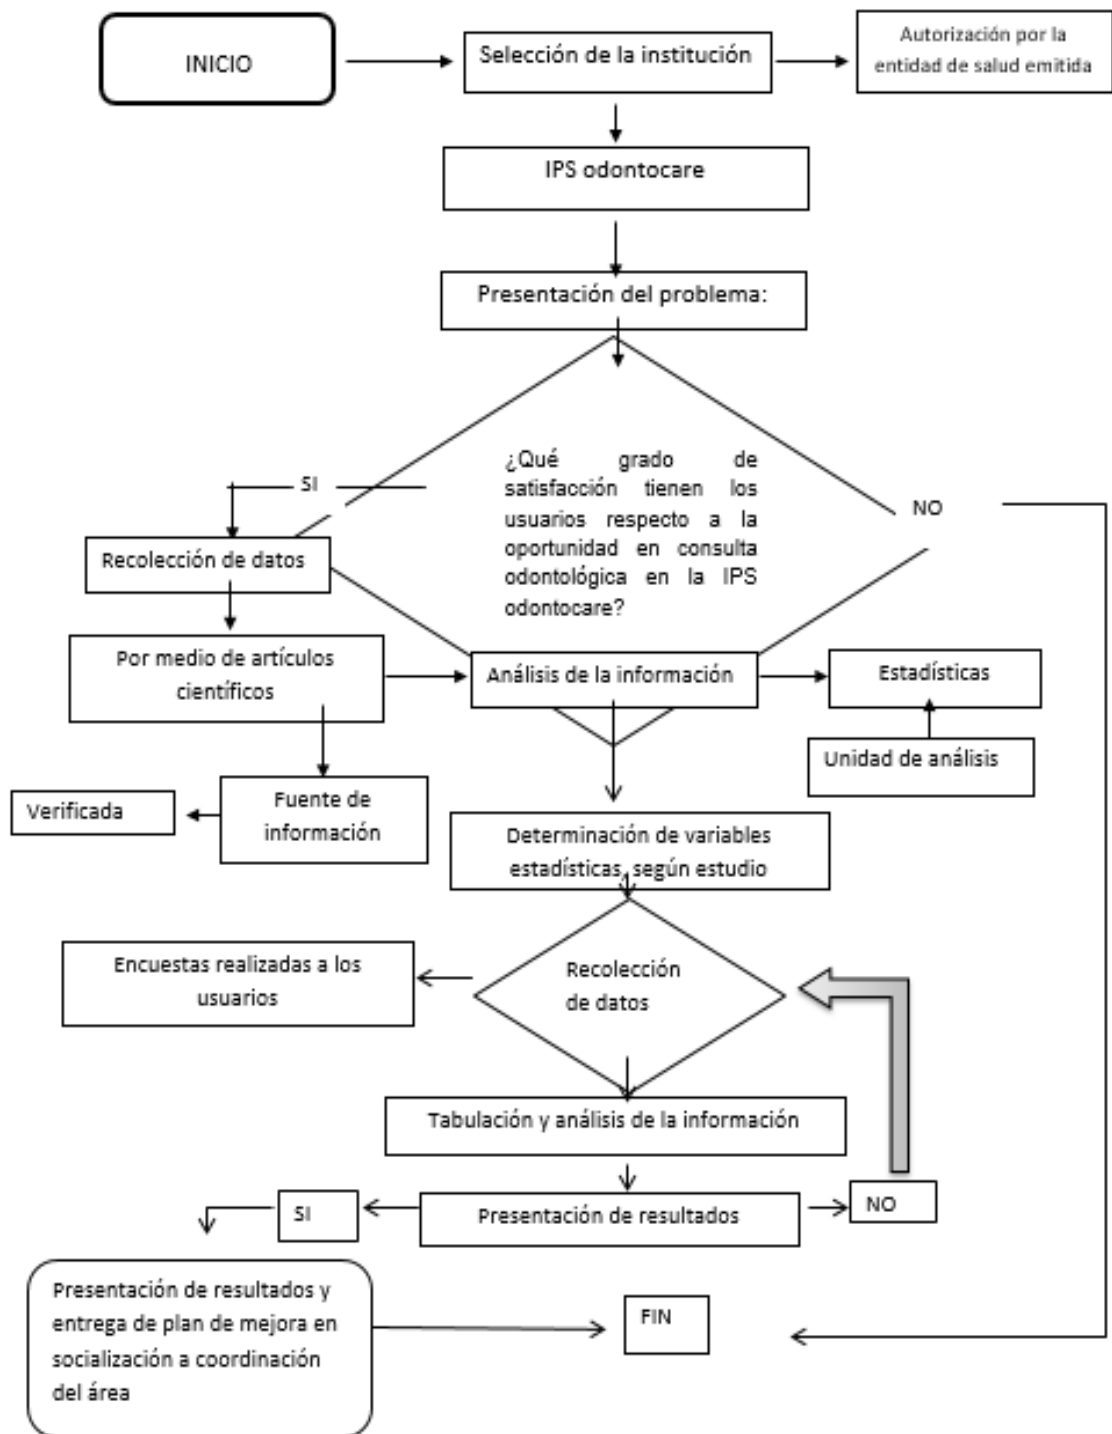 INICIO
Selección de la institución
Autorización por la
entidad de salud emitida
IPS odontocare
Presentación del problema:
¿Qué grado de
satisfacción tienen los
usuarios respecto a la
oportunidad en consulta
odontológica en la IPS
odontocare?
SI
NO
Recolección de datos
Por medio de artículos
científicos
Análisis de la información
Estadísticas
Unidad de análisis
Fuente de
información
Verificada
Determinación de variables
estadísticas, según estudio
Recolección
de datos
Encuestas realizadas a los
usuarios
Tabulación y análisis de la información
Presentación de resultados
SI
NO
Presentación de resultados y
entrega de plan de mejora en
socialización a coordinación
del área
FIN